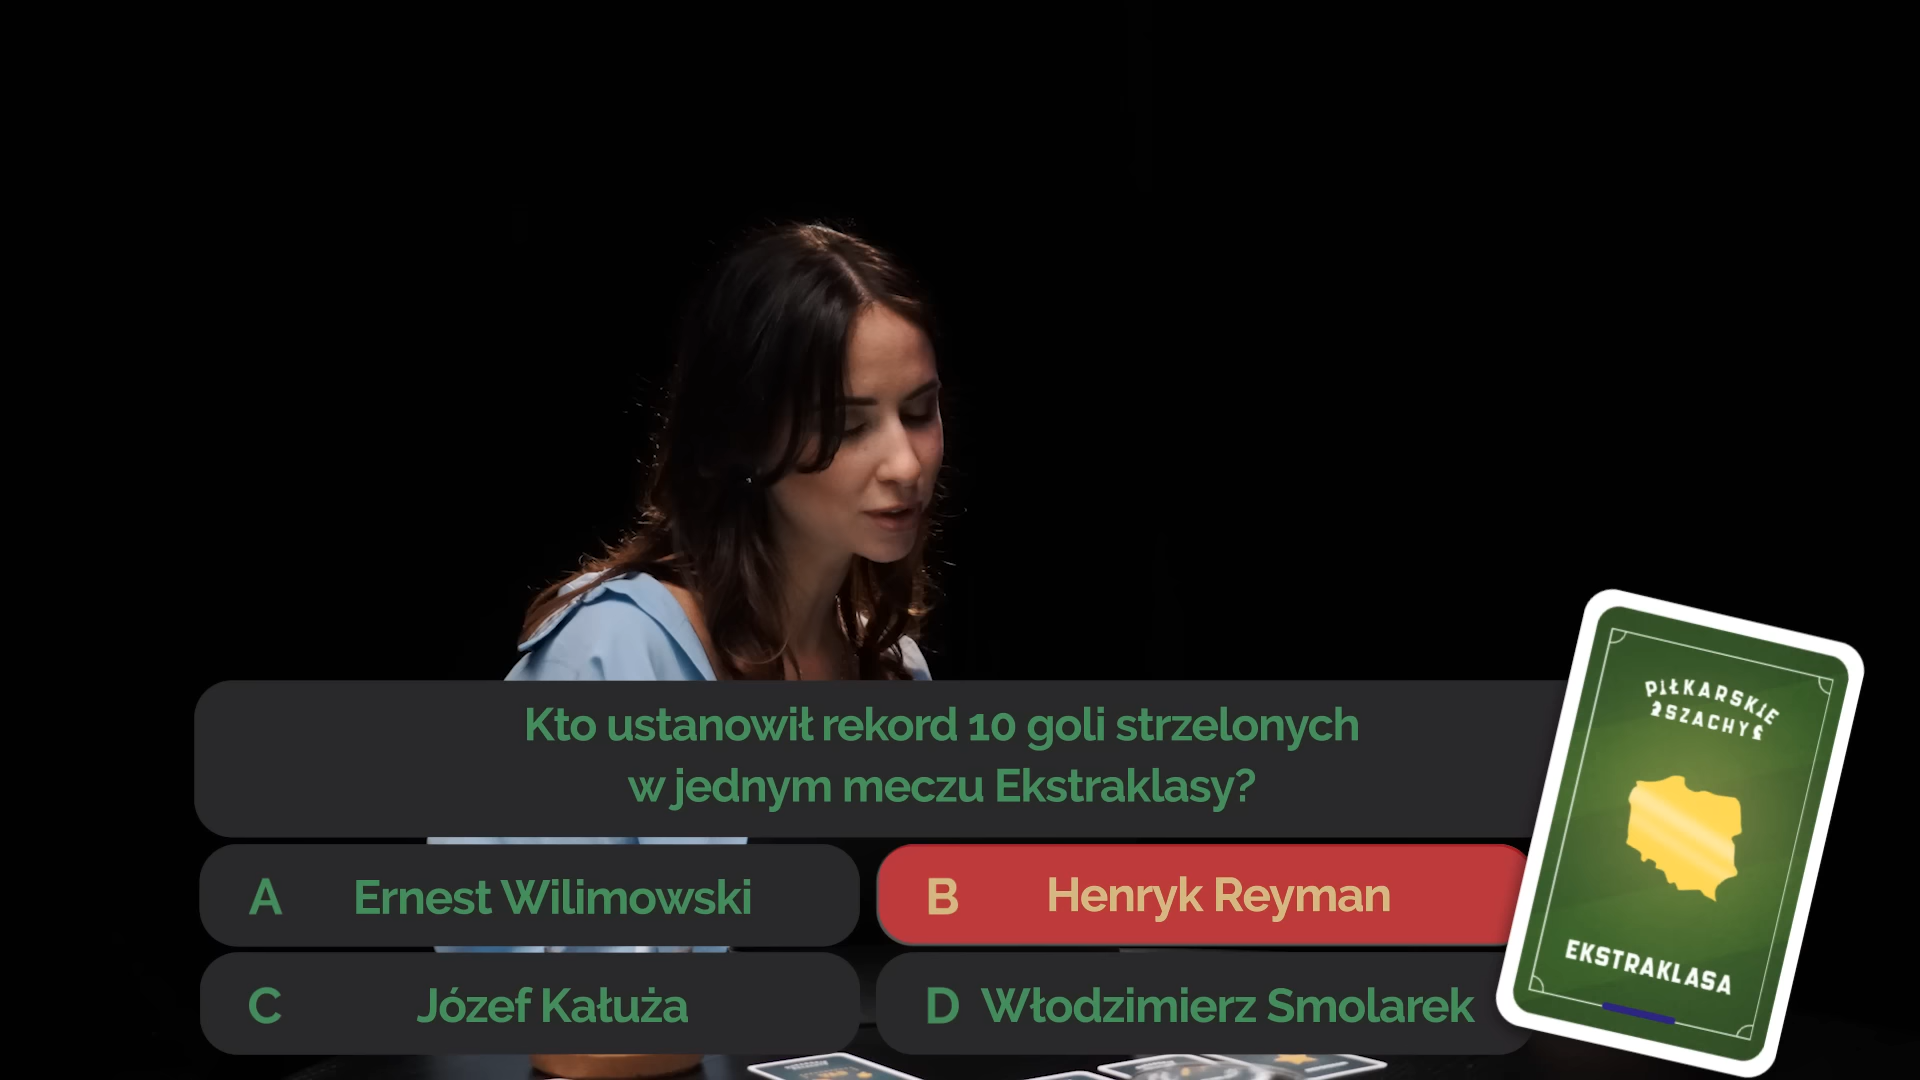 Kto ustanowił rekord 10 goli strzelonych
w jednym meczu Ekstraklasy?
A Ernest Wilimowski
B Henryk Reyman
C Józef Kałuża
D Włodzimierz Smolarek
PIŁKARSKIE
SZACHY
EKSTRAKLASA